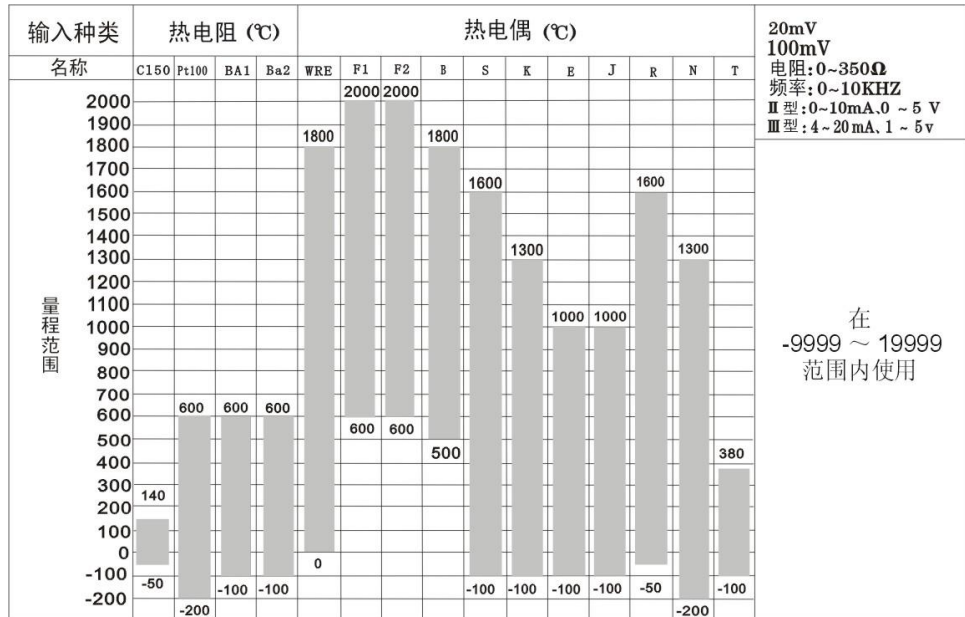 输入种类 热电阻 (℃) 热电偶 (℃)
20mV
100mV
电阻:0~350Ω
频率:0~10KHZ
Ⅱ型:0~10mA、0 ~ 5 V
Ⅲ型:4~20mA、1 ~ 5v
名称 C150 Pt100 BA1 Ba2 WRE F1 F2 B S K E J R N T
量程范围
2000 2000 2000
1900
1800 1800 1800
1700
1600 1600 1600
1500
1400
1300 1300 1300
1200
1100
1000 1000 1000
900
800
700
600 600 600 600 600 600
500 500
400 380
300
200 140
100
0 0
-100 -50 -100 -100 -100 -100 -100 -100 -50 -100
-200 -200 -200
在
-9999 ~ 19999
范围内使用